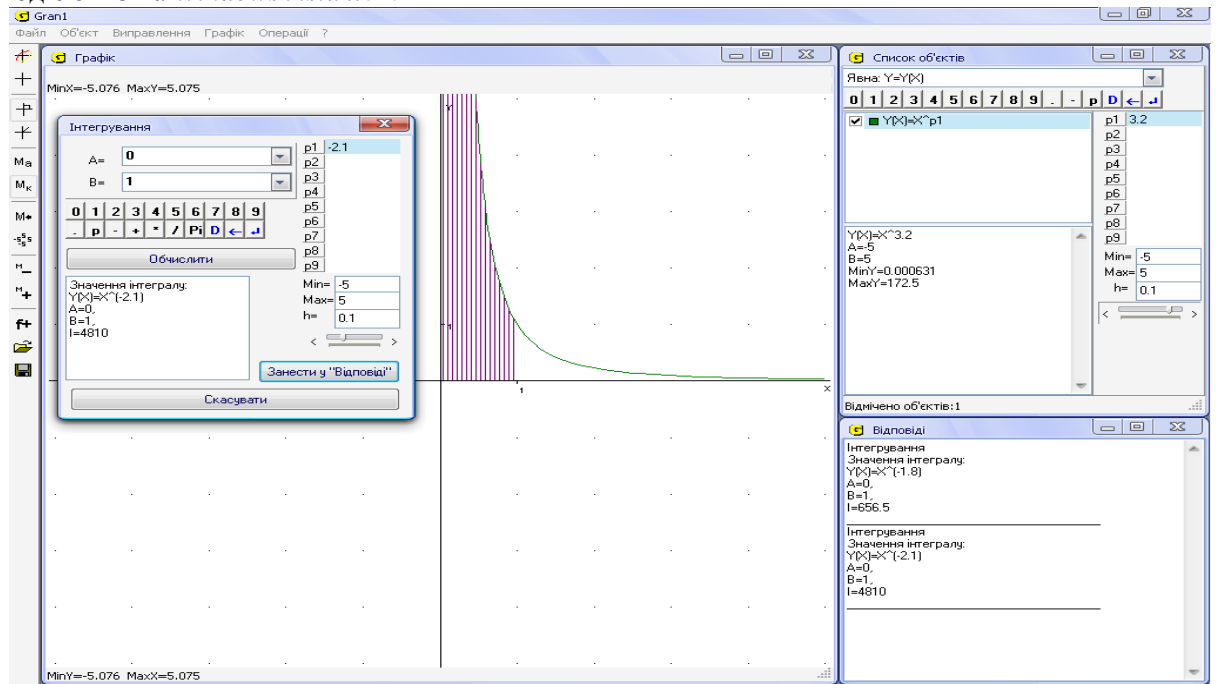 Gran1
Файл Об'єкт Виправлення Графік Операції ?
Графік
MinX=-5.076 MaxY=5.075
Y
1
1
X
MinY=-5.076 MaxX=5.075
Інтегрування
A= 0
B= 1
0 1 2 3 4 5 6 7 8 9
. p - + * / Pi D ← ↲
Обчислити
Значення інтегралу:
Y(X)=X^(-2.1)
A=0,
B=1,
I=4810
p1 -2.1
p2
p3
p4
p5
p6
p7
p8
p9
Min= -5
Max= 5
h= 0.1
< >
Занести у "Відповіді"
Скасувати
Ma
Mк
M
-5 5 s
M
M +
f+
Список об'єктів
Явна: Y=Y(X)
0 1 2 3 4 5 6 7 8 9 . - p D ← ↲
Y(X)=X^p1
p1 3.2
p2
p3
p4
p5
p6
p7
p8
p9
Min= -5
Max= 5
h= 0.1
< >
Y(X)=X^3.2
A=-5
B=5
MinY=0.000631
MaxY=172.5
Відмічено об'єктів:1
Відповіді
Інтегрування
Значення інтегралу:
Y(X)=X^(-1.8)
A=0,
B=1,
I=656.5
Інтегрування
Значення інтегралу:
Y(X)=X^(-2.1)
A=0,
B=1,
I=4810